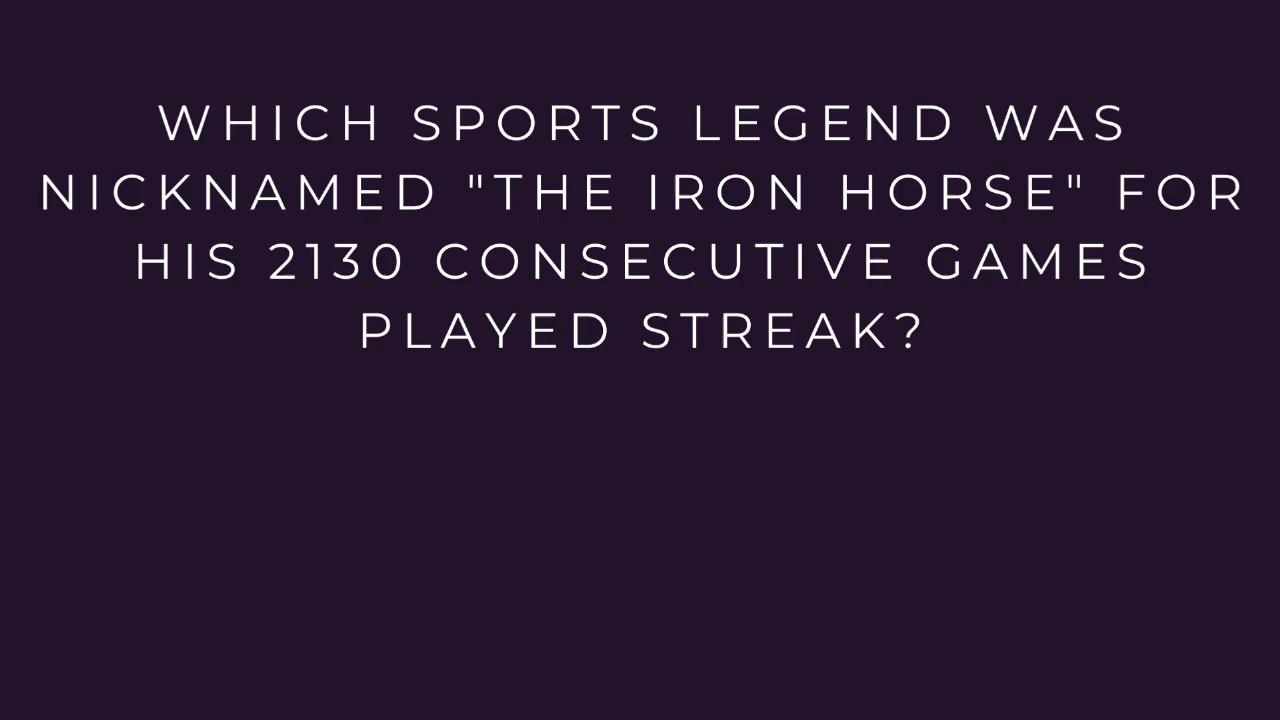 WHICH SPORTS LEGEND WAS
NICKNAMED "THE IRON HORSE" FOR
HIS 2130 CONSECUTIVE GAMES
PLAYED STREAK?